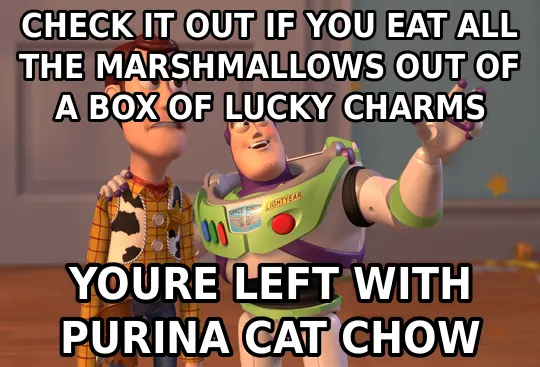 CHECK IT OUT IF YOU EAT ALL
THE MARSHMALLOWS OUT OF
A BOX OF LUCKY CHARMS
LIGHTYEAR
YOURE LEFT WITH
PURINA CAT CHOW